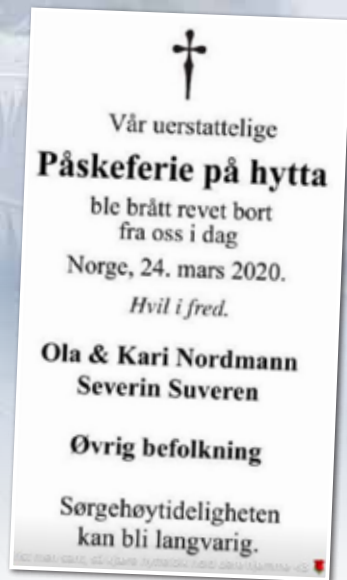 Vår uerstattelige
Påskeferie på hytta
ble brått revet bort
fra oss i dag
Norge, 24. mars 2020.
Hvil i fred.
Ola & Kari Nordmann
Severin Suveren
Øvrig befolkning
Sørgehøytideligheten
kan bli langvarig.